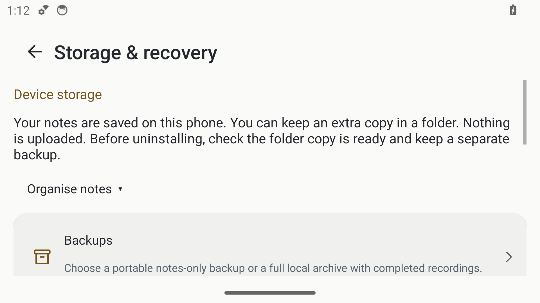 1:12
Storage & recovery
Device storage
Your notes are saved on this phone. You can keep an extra copy in a folder. Nothing
is uploaded. Before uninstalling, check the folder copy is ready and keep a separate
backup.
Organise notes
Backups
Choose a portable notes-only backup or a full local archive with completed recordings.